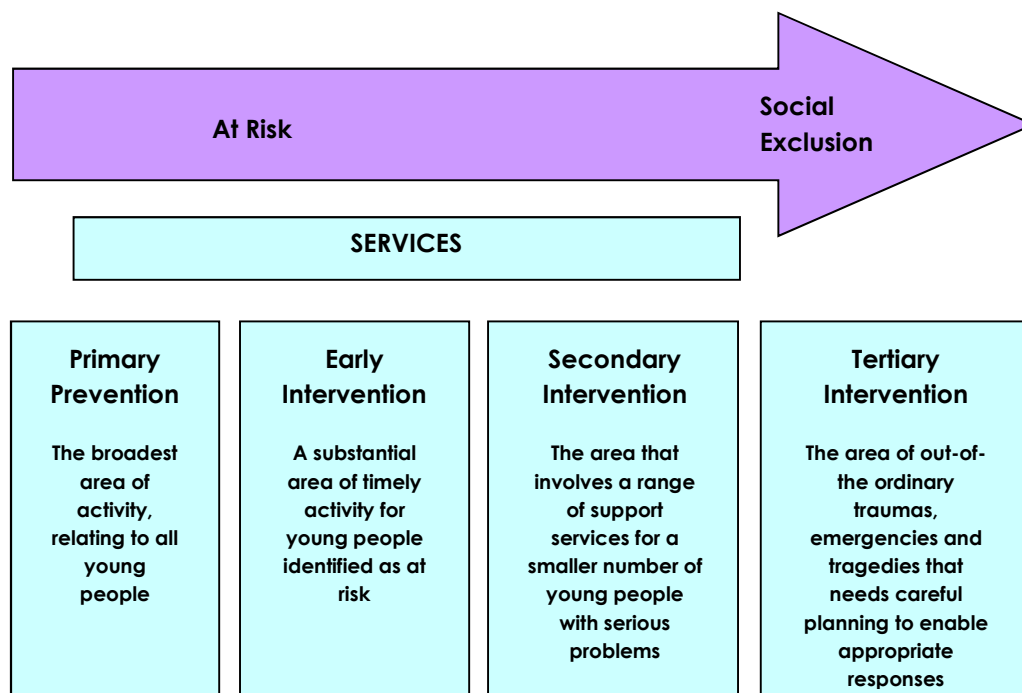 At Risk
Social
Exclusion
SERVICES
Primary
Prevention
The broadest
area of
activity,
relating to all
young
people
Early
Intervention
A substantial
area of timely
activity for
young people
identified as at
risk
Secondary
Intervention
The area that
involves a range
of support
services for a
smaller number of
young people
with serious
problems
Tertiary
Intervention
The area of out-of-
the ordinary
traumas,
emergencies and
tragedies that
needs careful
planning to enable
appropriate
responses